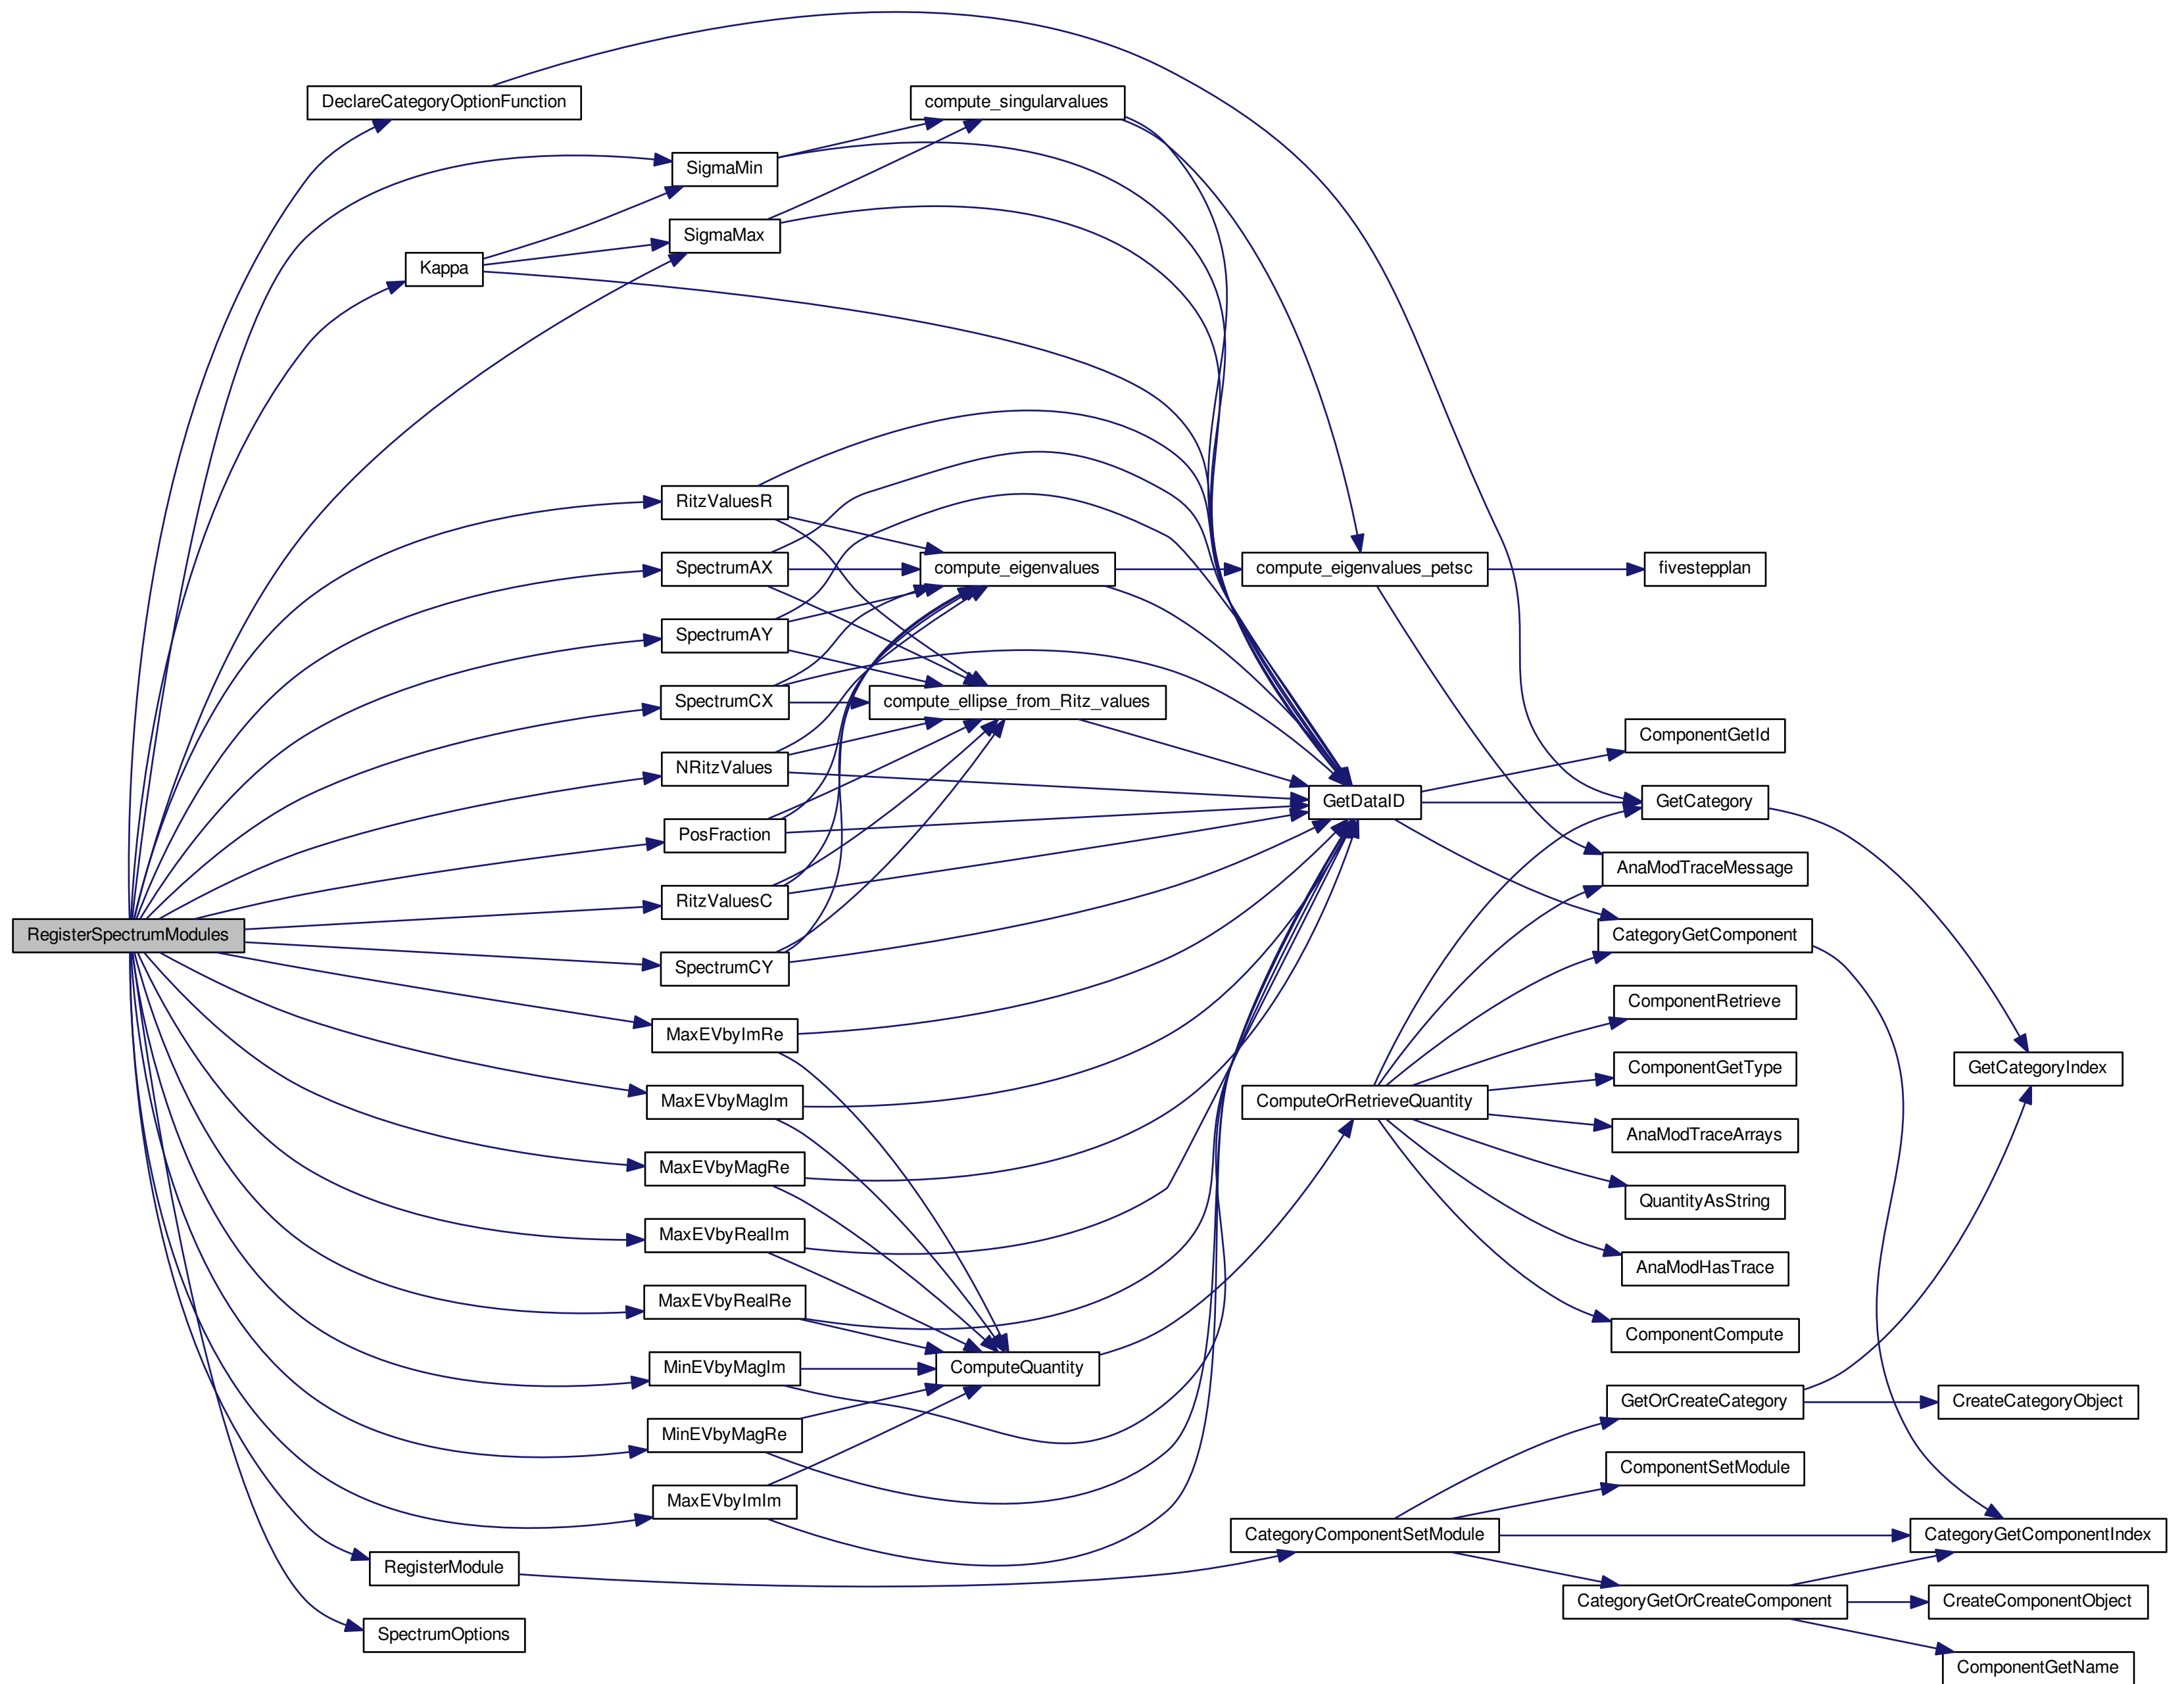 DeclareCategoryOptionFunction
compute_singularvalues
SigmaMin
SigmaMax
Kappa
RitzValuesR
SpectrumAX
compute_eigenvalues
compute_eigenvalues_petsc
fivestepplan
SpectrumAY
SpectrumCX
compute_ellipse_from_Ritz_values
ComponentGetId
NRitzValues
GetDataID
GetCategory
PosFraction
AnaModTraceMessage
RitzValuesC
RegisterSpectrumModules
CategoryGetComponent
SpectrumCY
ComponentRetrieve
MaxEVbyImRe
ComponentGetType
GetCategoryIndex
MaxEVbyMagIm
ComputeOrRetrieveQuantity
AnaModTraceArrays
MaxEVbyMagRe
QuantityAsString
MaxEVbyRealIm
AnaModHasTrace
MaxEVbyRealRe
ComponentCompute
MinEVbyMagIm
ComputeQuantity
GetOrCreateCategory
CreateCategoryObject
MinEVbyMagRe
ComponentSetModule
MaxEVbyImIm
CategoryComponentSetModule
CategoryGetComponentIndex
RegisterModule
CategoryGetOrCreateComponent
CreateComponentObject
SpectrumOptions
ComponentGetName